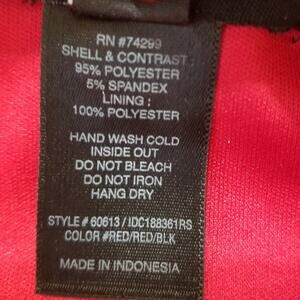 RN #74299
SHELL & CONTRAST:
95% POLYESTER
5% SPANDEX
LINING :
100% POLYESTER
HAND WASH COLD
INSIDE OUT
DO NOT BLEACH
DO NOT IRON
HANG DRY
STYLE # 60613 / IDC188361RS
COLOR #RED/RED/BLK
MADE IN INDONESIA